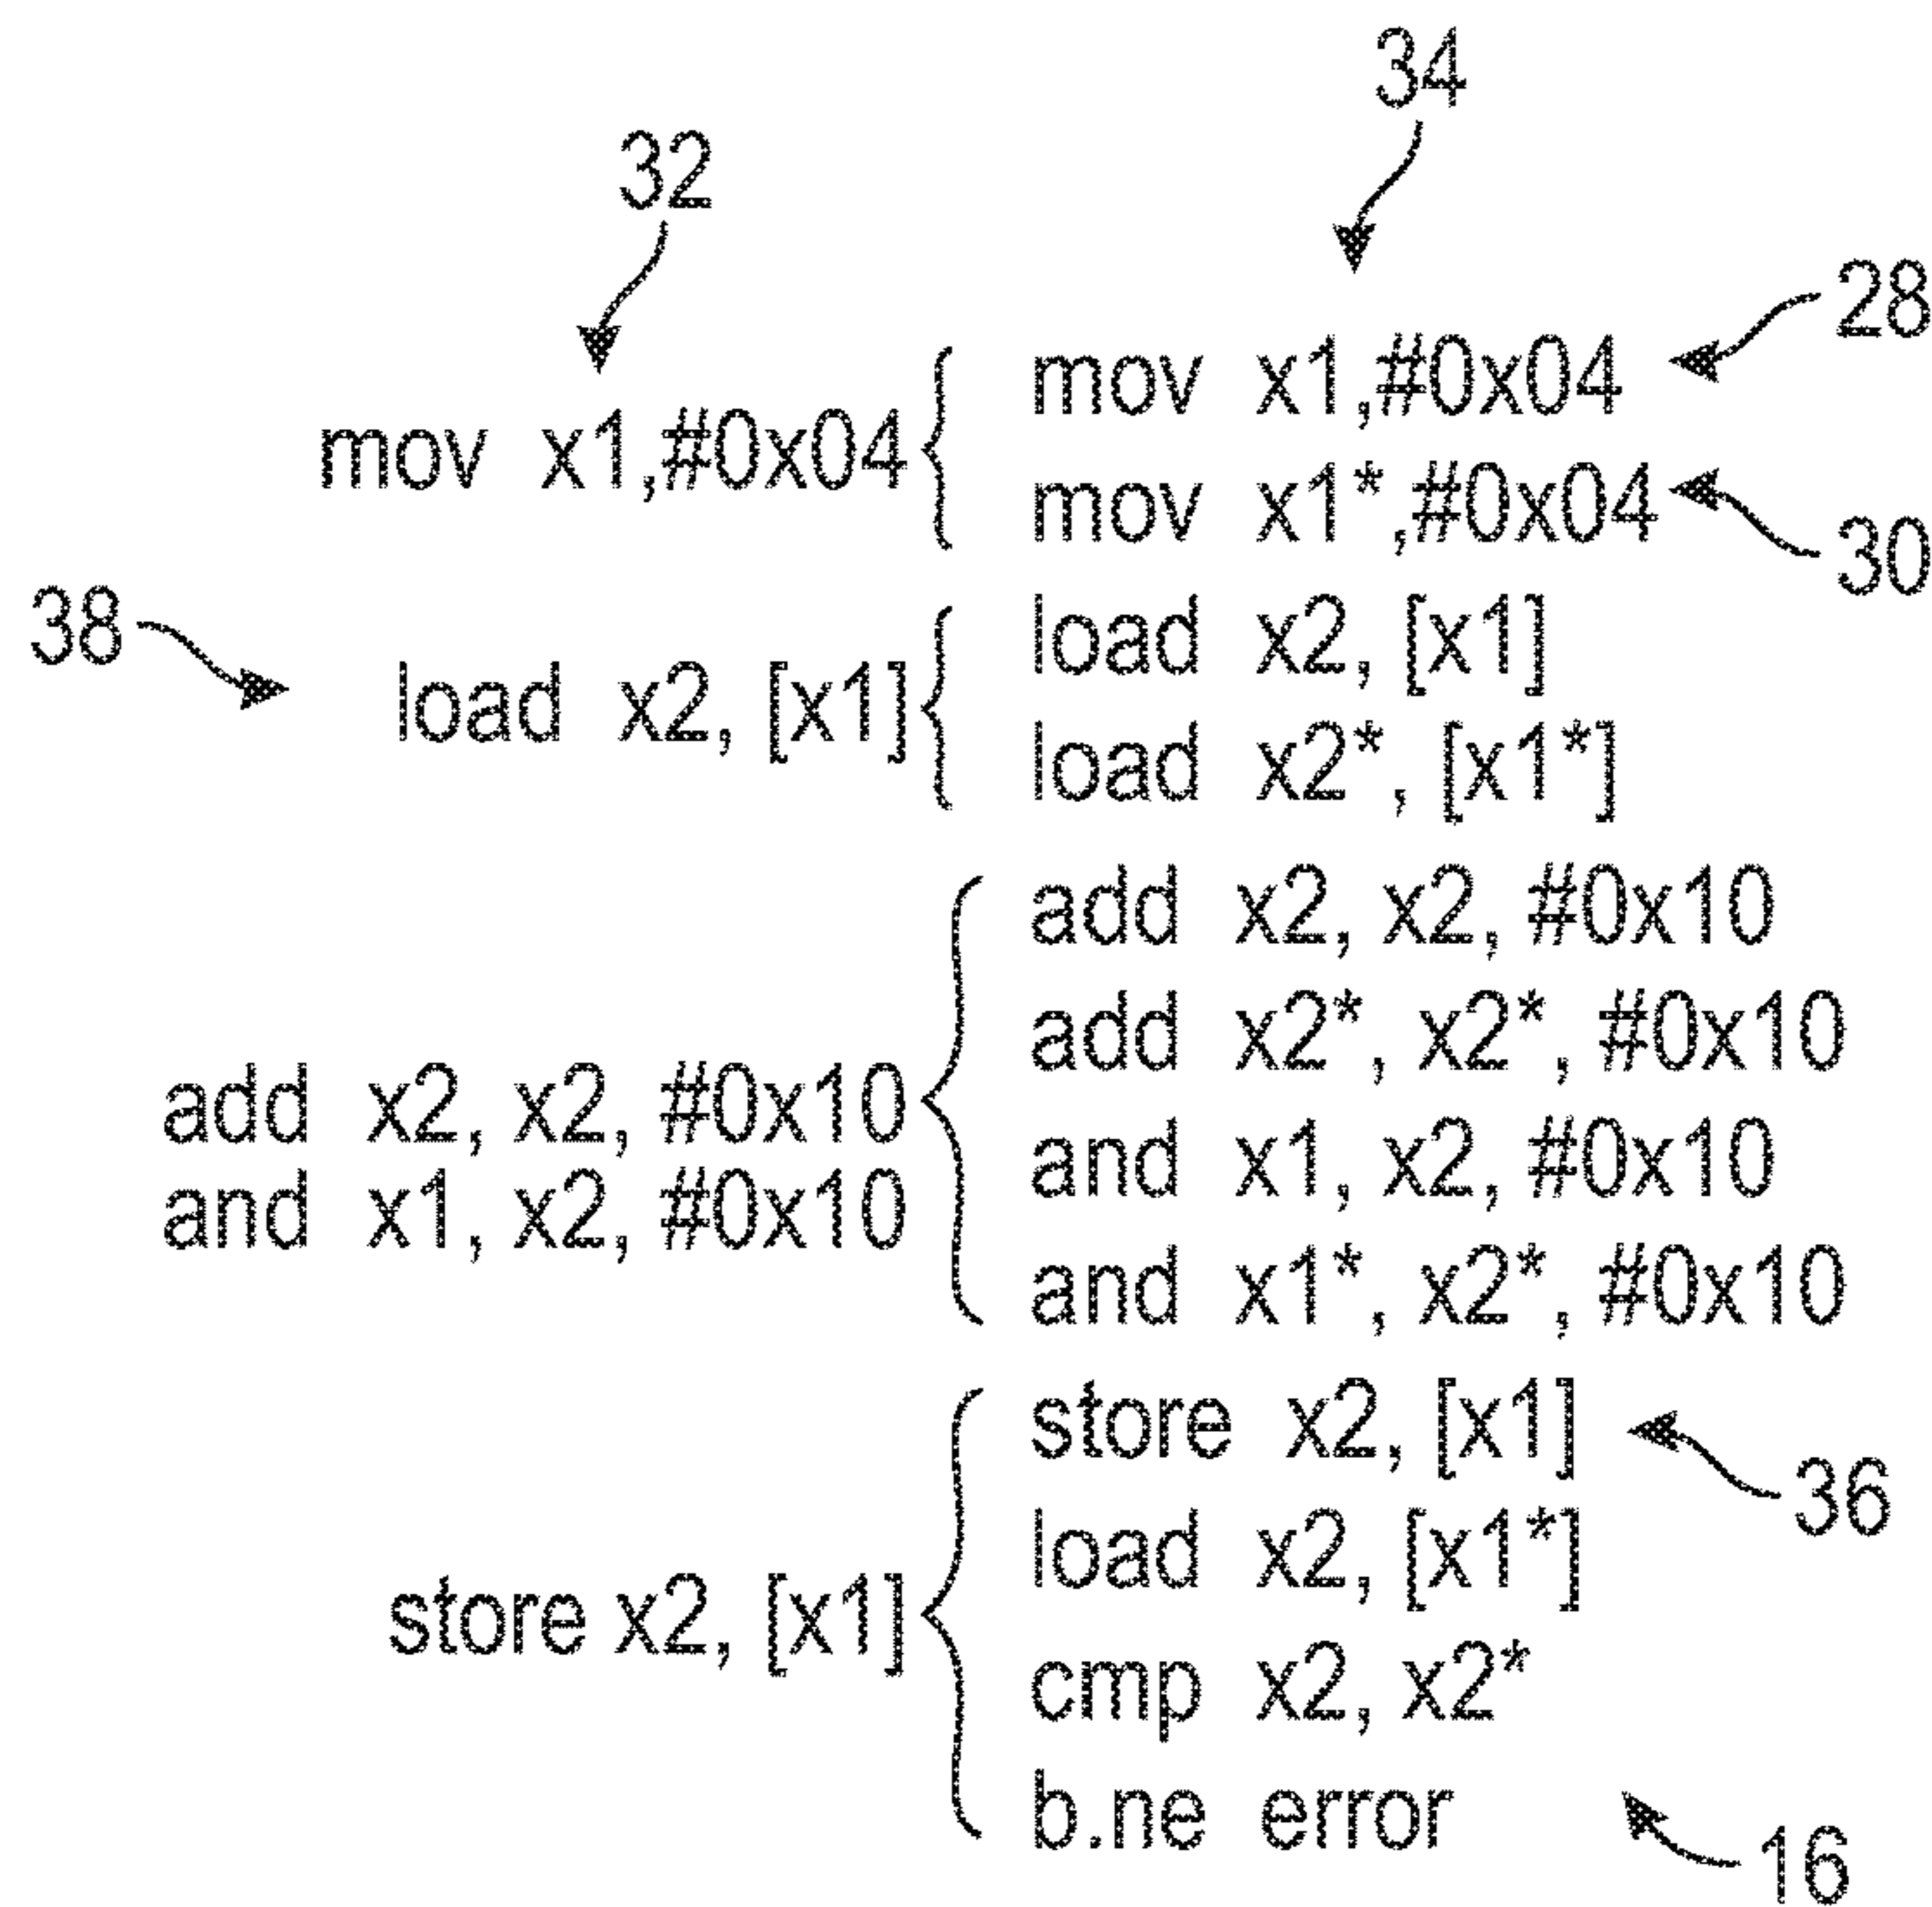 34
32
28
mov x1,#0x04
mov x1,#0x04
mov x1*,#0x04
30
38
load x2, [x1]
load x2, [x1]
load x2*, [x1*]
add x2, x2, #0x10
and x1, x2, #0x10
add x2, x2, #0x10
add x2*, x2*, #0x10
and x1, x2, #0x10
and x1*, x2*, #0x10
store x2, [x1]
store x2, [x1]
36
load x2, [x1*]
cmp x2, x2*
b.ne error
16